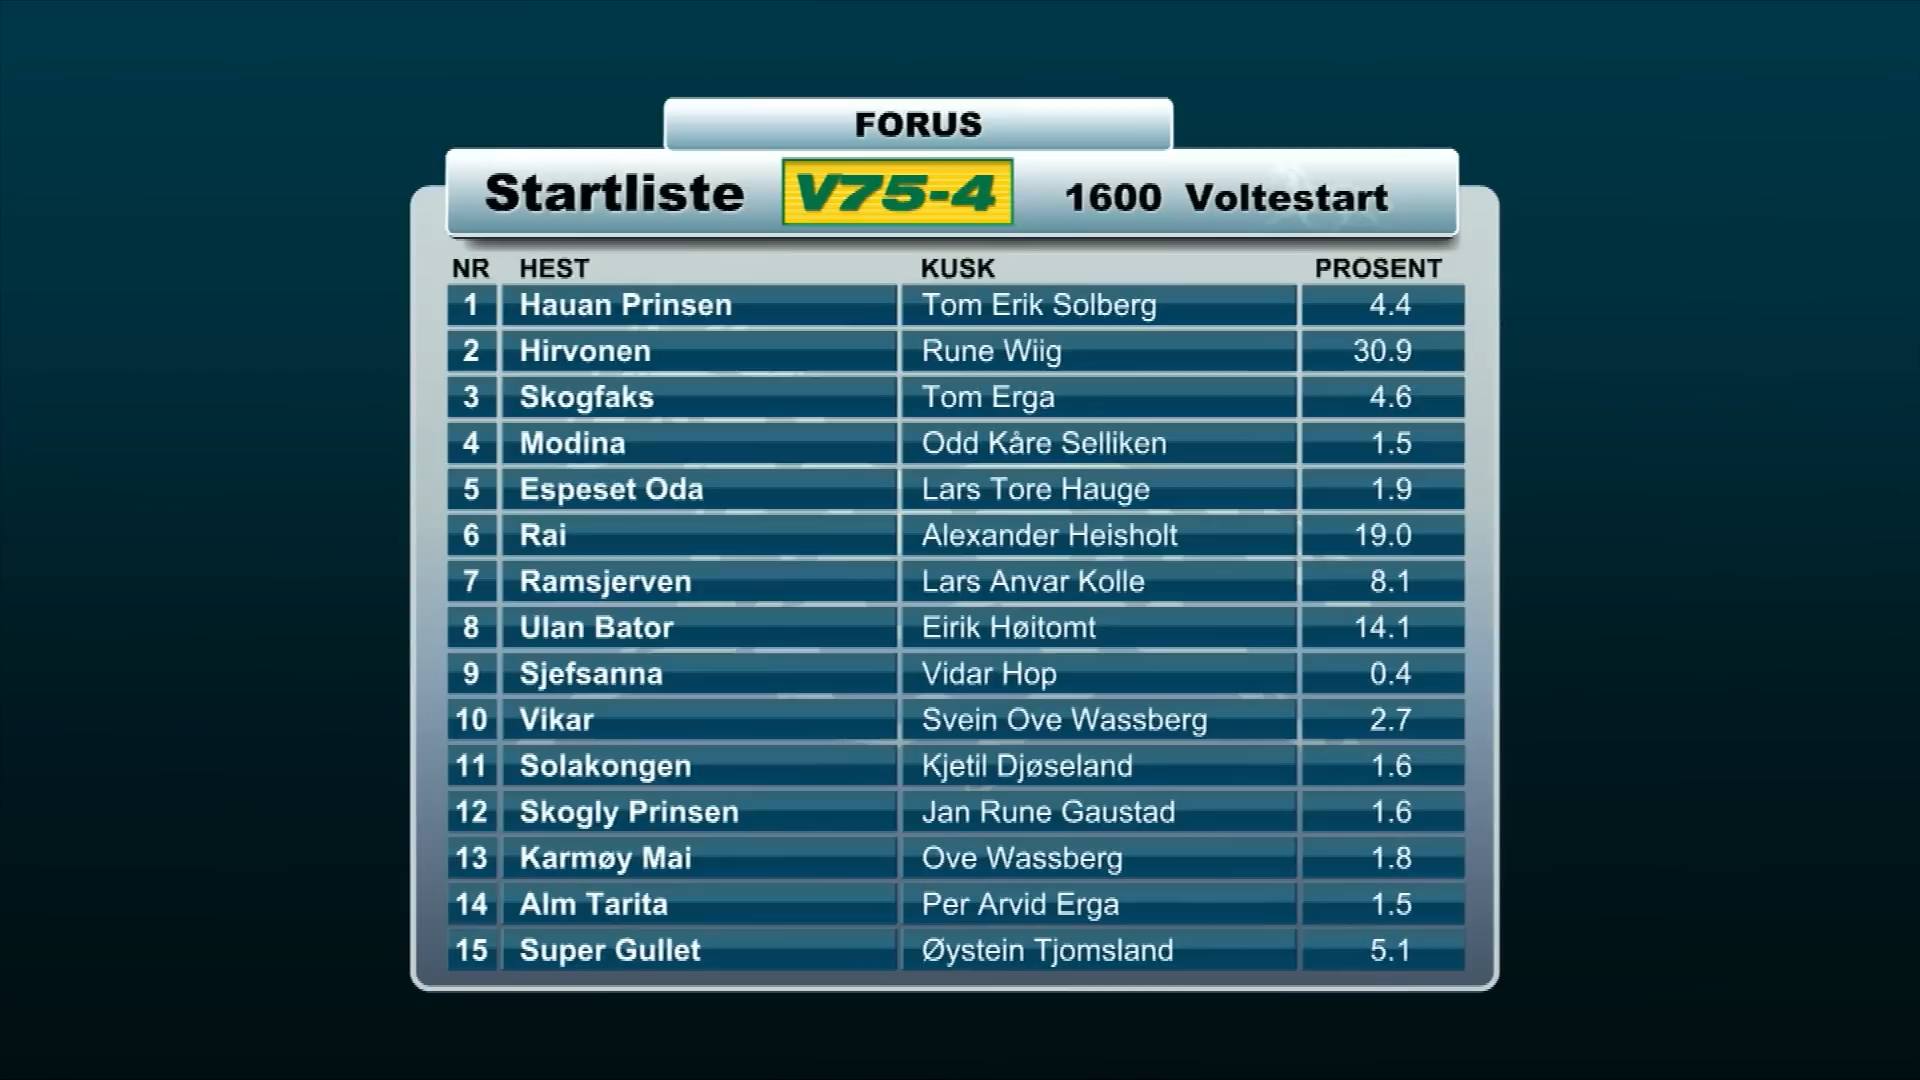 FORUS
Startliste V75-4 1600 Voltestart
NR HEST KUSK PROSENT
1 Hauan Prinsen Tom Erik Solberg 4.4
2 Hirvonen Rune Wiig 30.9
3 Skogfaks Tom Erga 4.6
4 Modina Odd Kåre Selliken 1.5
5 Espeset Oda Lars Tore Hauge 1.9
6 Rai Alexander Heisholt 19.0
7 Ramsjerven Lars Anvar Kolle 8.1
8 Ulan Bator Eirik Høitomt 14.1
9 Sjefsanna Vidar Hop 0.4
10 Vikar Svein Ove Wassberg 2.7
11 Solakongen Kjetil Djøseland 1.6
12 Skogly Prinsen Jan Rune Gaustad 1.6
13 Karmøy Mai Ove Wassberg 1.8
14 Alm Tarita Per Arvid Erga 1.5
15 Super Gullet Øystein Tjomsland 5.1